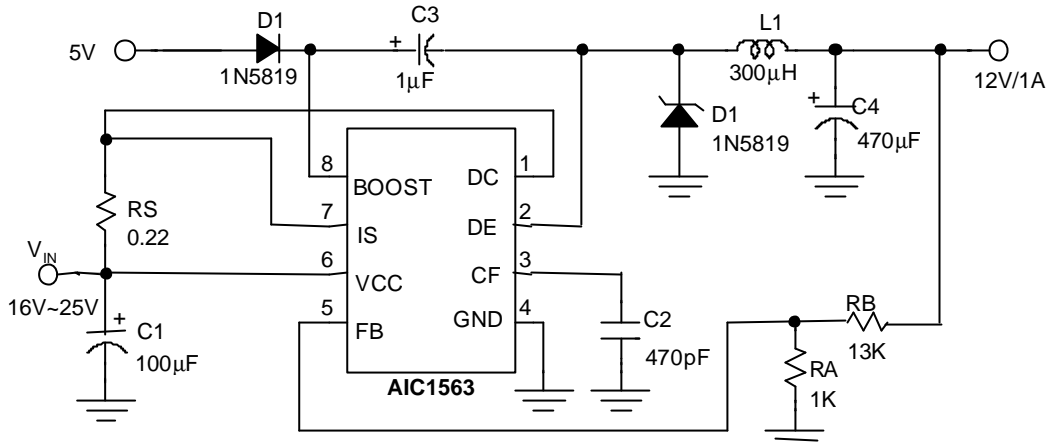 D1
C3
L1
5V
+
1N5819
1μF
300μH
12V/1A
D1
1N5819
+
C4
470μF
8
1
BOOST
DC
RS
0.22
7
2
IS
DE
VIN
6
3
VCC
CF
16V~25V
5
4
FB
GND
+
C1
100μF
C2
470pF
RB
13K
RA
1K
AIC1563